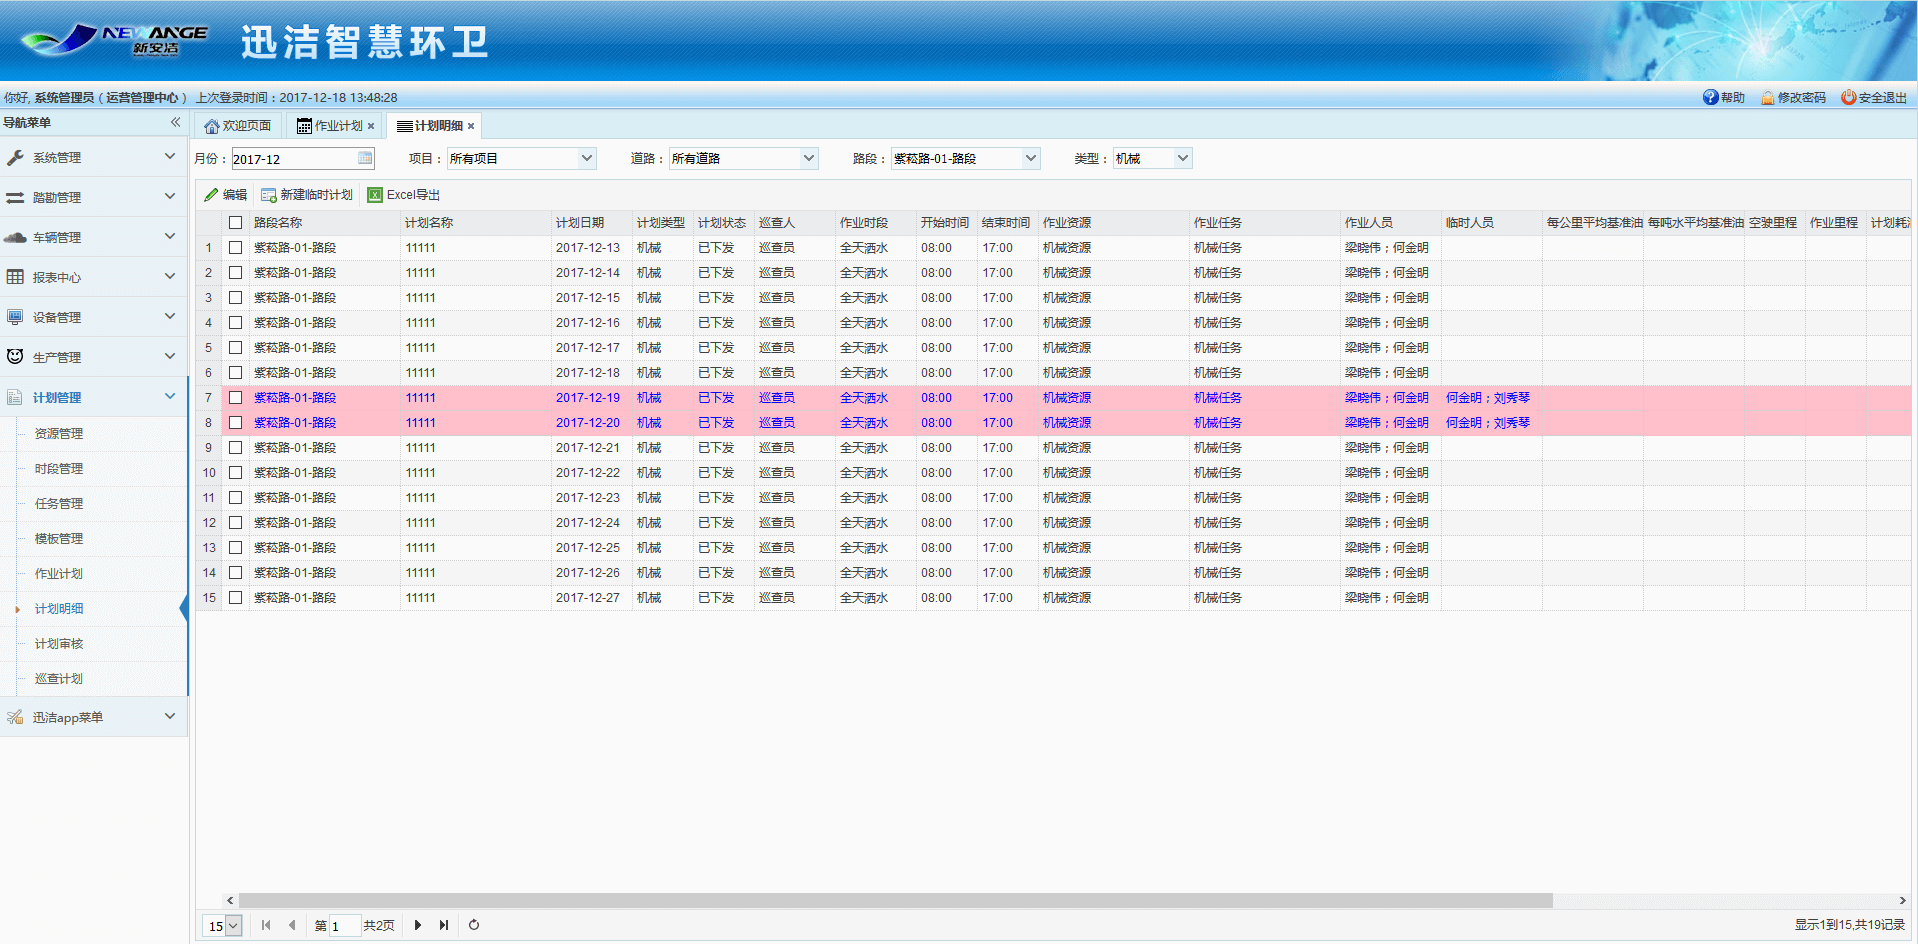 NEWANGE
新安洁
迅洁智慧环卫
你好, 系统管理员 ( 运营管理中心 ) 上次登录时间 : 2017-12-18 13:48:28
帮助 修改密码 安全退出
导航菜单
欢迎页面 作业计划 计划明细
系统管理
踏勘管理
车辆管理
报表中心
设备管理
生产管理
计划管理
资源管理
时段管理
任务管理
模板管理
作业计划
计划明细
计划审核
巡查计划
迅洁app菜单
月份 : 2017-12 项目 : 所有项目 道路 : 所有道路 路段 : 紫菘路-01-路段 类型 : 机械
编辑 新建临时计划 Excel导出
路段名称 计划名称 计划日期 计划类型 计划状态 巡查人 作业时段 开始时间 结束时间 作业资源 作业任务 作业人员 临时人员 每公里平均基准油 每吨水平均基准油 空驶里程 作业里程 计划耗
1 紫菘路-01-路段 11111 2017-12-13 机械 已下发 巡查员 全天洒水 08:00 17:00 机械资源 机械任务 梁晓伟 ; 何金明
2 紫菘路-01-路段 11111 2017-12-14 机械 已下发 巡查员 全天洒水 08:00 17:00 机械资源 机械任务 梁晓伟 ; 何金明
3 紫菘路-01-路段 11111 2017-12-15 机械 已下发 巡查员 全天洒水 08:00 17:00 机械资源 机械任务 梁晓伟 ; 何金明
4 紫菘路-01-路段 11111 2017-12-16 机械 已下发 巡查员 全天洒水 08:00 17:00 机械资源 机械任务 梁晓伟 ; 何金明
5 紫菘路-01-路段 11111 2017-12-17 机械 已下发 巡查员 全天洒水 08:00 17:00 机械资源 机械任务 梁晓伟 ; 何金明
6 紫菘路-01-路段 11111 2017-12-18 机械 已下发 巡查员 全天洒水 08:00 17:00 机械资源 机械任务 梁晓伟 ; 何金明
7 紫菘路-01-路段 11111 2017-12-19 机械 已下发 巡查员 全天洒水 08:00 17:00 机械资源 机械任务 梁晓伟 ; 何金明 何金明 ; 刘秀琴
8 紫菘路-01-路段 11111 2017-12-20 机械 已下发 巡查员 全天洒水 08:00 17:00 机械资源 机械任务 梁晓伟 ; 何金明 何金明 ; 刘秀琴
9 紫菘路-01-路段 11111 2017-12-21 机械 已下发 巡查员 全天洒水 08:00 17:00 机械资源 机械任务 梁晓伟 ; 何金明
10 紫菘路-01-路段 11111 2017-12-22 机械 已下发 巡查员 全天洒水 08:00 17:00 机械资源 机械任务 梁晓伟 ; 何金明
11 紫菘路-01-路段 11111 2017-12-23 机械 已下发 巡查员 全天洒水 08:00 17:00 机械资源 机械任务 梁晓伟 ; 何金明
12 紫菘路-01-路段 11111 2017-12-24 机械 已下发 巡查员 全天洒水 08:00 17:00 机械资源 机械任务 梁晓伟 ; 何金明
13 紫菘路-01-路段 11111 2017-12-25 机械 已下发 巡查员 全天洒水 08:00 17:00 机械资源 机械任务 梁晓伟 ; 何金明
14 紫菘路-01-路段 11111 2017-12-26 机械 已下发 巡查员 全天洒水 08:00 17:00 机械资源 机械任务 梁晓伟 ; 何金明
15 紫菘路-01-路段 11111 2017-12-27 机械 已下发 巡查员 全天洒水 08:00 17:00 机械资源 机械任务 梁晓伟 ; 何金明
15 第 1 共2页 显示1到15,共19记录